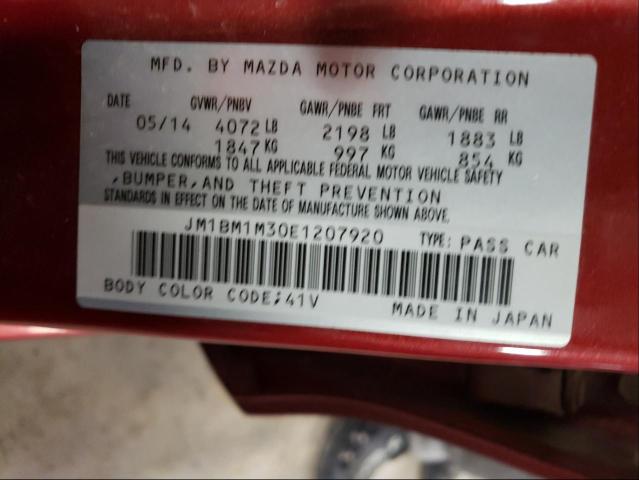 MFD. BY MAZDA MOTOR CORPORATION
DATE GVWR/PNBV GAWR/PNBE FRT GAWR/PNBE RR
05/14 4072 LB 2198 LB 1883 LB
1847 KG 997 KG 854 KG
THIS VEHICLE CONFORMS TO ALL APPLICABLE FEDERAL MOTOR VEHICLE SAFETY
,BUMPER,AND THEFT PREVENTION
STANDARDS IN EFFECT ON THE DATE OF MANUFACTURE SHOWN ABOVE.
JM1BM1M30E1207920 TYPE: PASS CAR
BODY COLOR CODE;41V MADE IN JAPAN